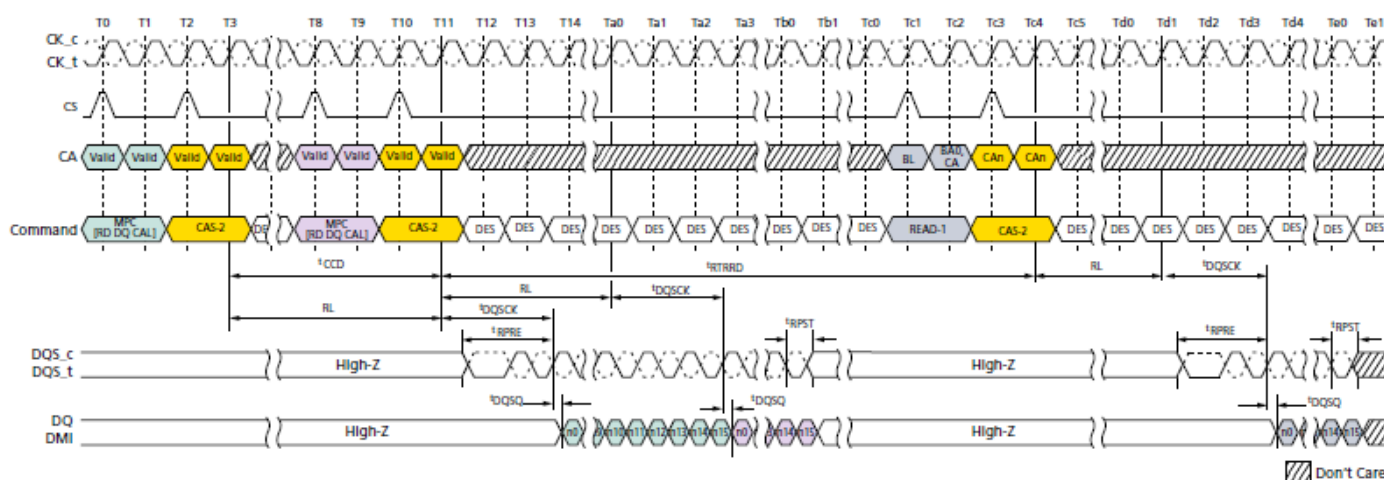 T0 T1 T2 T3 T8 T9 T10 T11 T12 T13 T14 Ta0 Ta1 Ta2 Ta3 Tb0 Tb1 Tc0 Tc1 Tc2 Tc3 Tc4 Tc5 Td0 Td1 Td2 Td3 Td4 Te0 Te1
CK_c
CK_t
CS
CA Valid Valid Valid Valid Valid Valid Valid Valid BL BA0, CA CAn CAn
Command MPC [RD DQ CAL] CAS-2 DE MPC [RD DQ CAL] CAS-2 DES DES DES DES DES DES DES DES DES DES READ-1 CAS-2 DES DES DES DES DES DES DES
tCCD tRTRRD RL tDQSCK
RL tDQSCK
RL tDQSCK
tRPRE tRPST tRPRE tRPST
DQS_c
DQS_t High-Z High-Z
tDQSQ tDQSQ tDQSQ
DQ
DMI High-Z n0 n10 n11 n12 n13 n14 n15 n0 n14 n15 High-Z n0 n14 n15
Don't Care